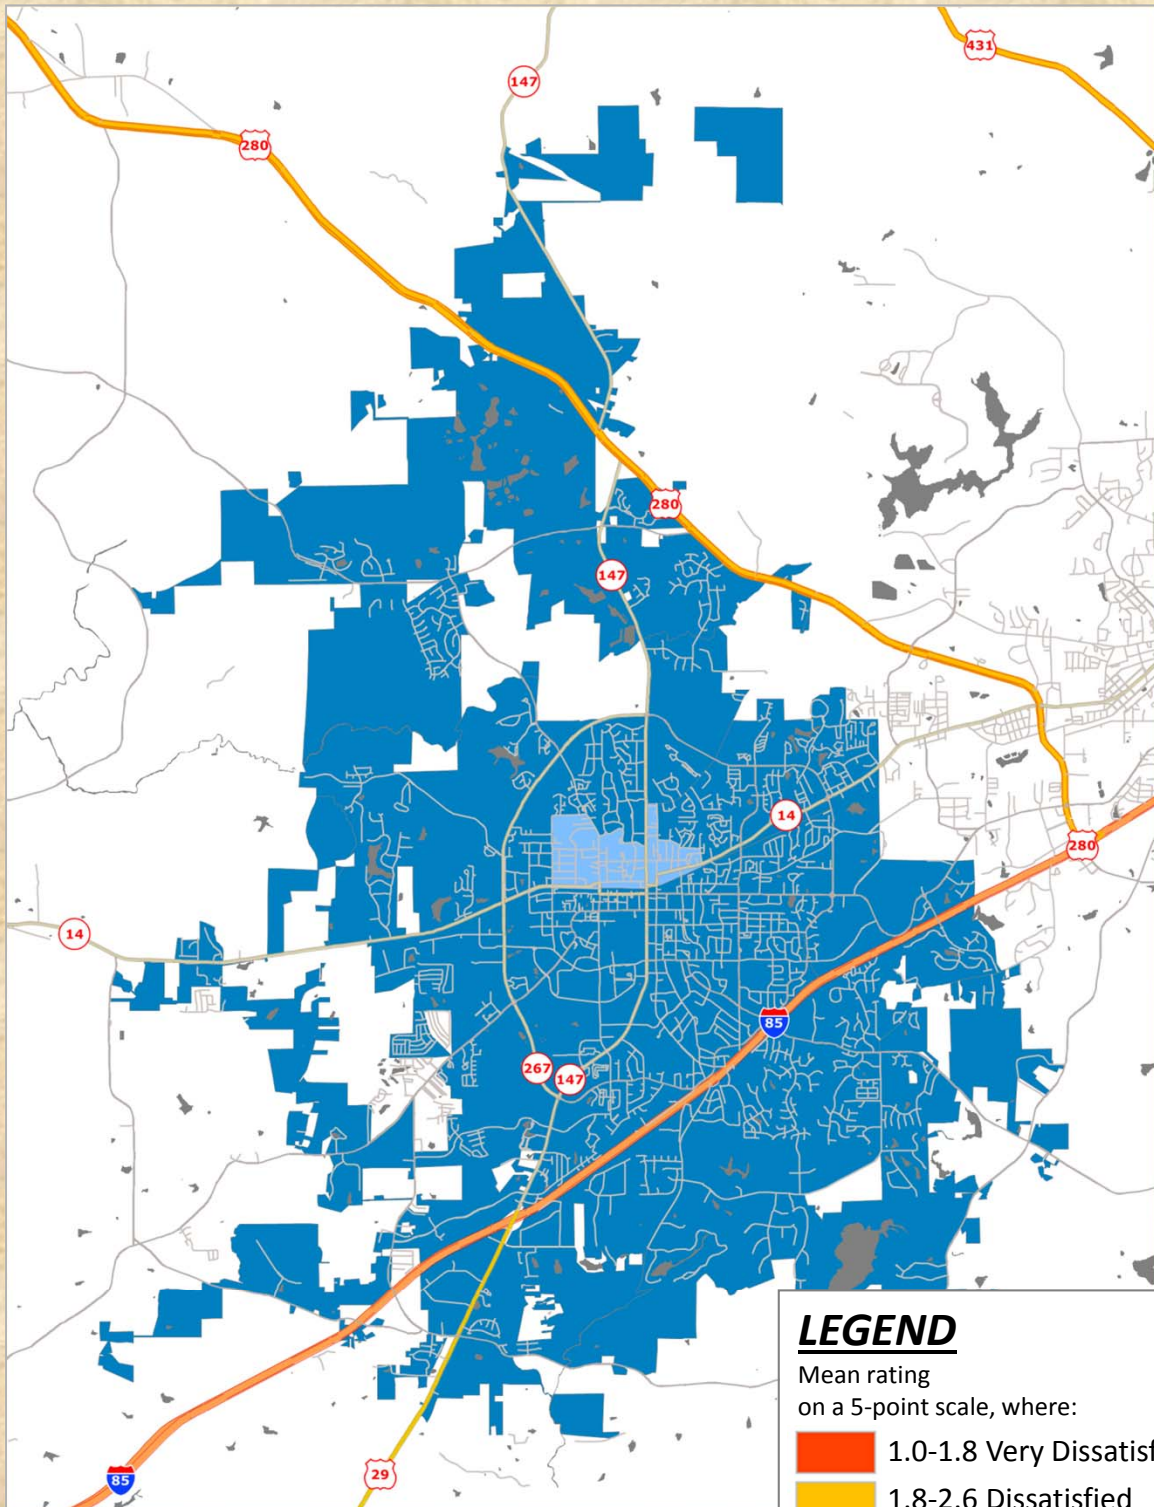 147
431
280
280
147
14
14
280
85
267
147
85
29
LEGEND
Mean rating
on a 5-point scale, where:
1.0-1.8 Very Dissatisf
1.8-2.6 Dissatisfied